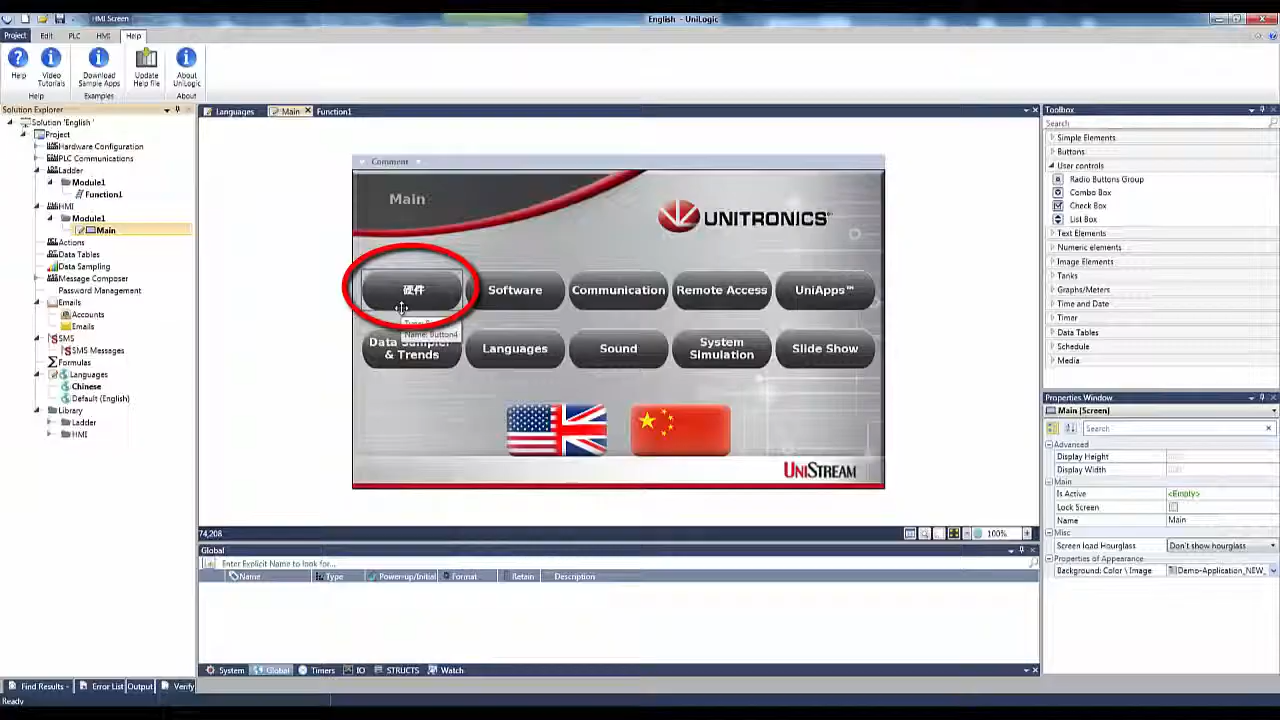 HMI Screen
English - UniLogic
Project Edit PLC HMI Help
Help
Video Tutorials
Download Sample Apps
Update Help file
About UniLogic
Help Examples About
Solution Explorer
Solution 'English '
Project
Hardware Configuration
PLC Communications
Ladder
Module1
Function1
HMI
Module1
Main
Actions
Data Tables
Data Sampling
Message Composer
Password Management
Emails
Accounts
Emails
SMS
SMS Messages
Formulas
Languages
Chinese
Default (English)
Library
Ladder
HMI
Find Results Error List Output Verify
Ready
Languages Main Function1
Comment
Main
UNITRONICS
硬件 Software Communication Remote Access UniApps™
Name: Button4
Data Sampler & Trends Languages Sound System Simulation Slide Show
UNISTREAM
74,208
100%
Global
Enter Explicit Name to look for...
Name Type Power-up/Initial Format Retain Description
System Global Timers IO STRUCTS Watch
Toolbox
Search
Simple Elements
Buttons
User controls
Radio Buttons Group
Combo Box
Check Box
List Box
Text Elements
Numeric elements
Image Elements
Tanks
Graphs/Meters
Time and Date
Timer
Data Tables
Schedule
Media
Properties Window
Main (Screen)
Search
Advanced
Display Height
Display Width
Main
Is Active <Empty>
Lock Screen
Name Main
Misc
Screen load Hourglass Don't show hourglass
Properties of Appearance
Background: Color \ Image Demo-Application_NEW_